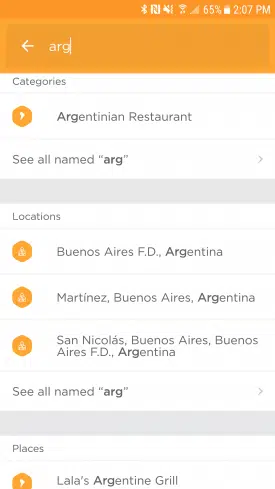 65% 2:07 PM
arg
Categories
Argentinian Restaurant
See all named “arg”
Locations
Buenos Aires F.D., Argentina
Martínez, Buenos Aires, Argentina
San Nicolás, Buenos Aires, Buenos
Aires F.D., Argentina
See all named “arg”
Places
Lala's Argentine Grill